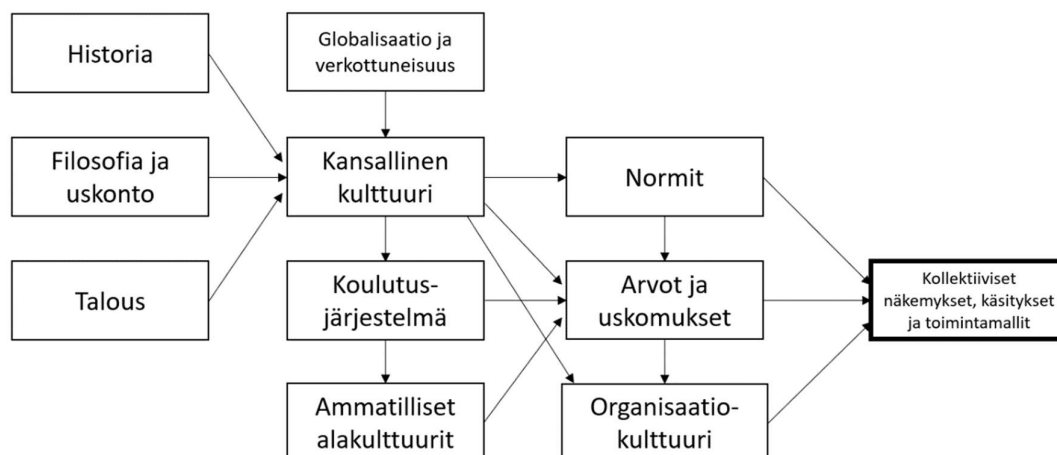 Historia
Globalisaatio ja
verkottuneisuus
Filosofia ja
uskonto
Kansallinen
kulttuuri
Normit
Talous
Koulutus-
järjestelmä
Arvot ja
uskomukset
Kollektiiviset
näkemykset, käsitykset
ja toimintamallit
Ammatilliset
alakulttuurit
Organisaatio-
kulttuuri